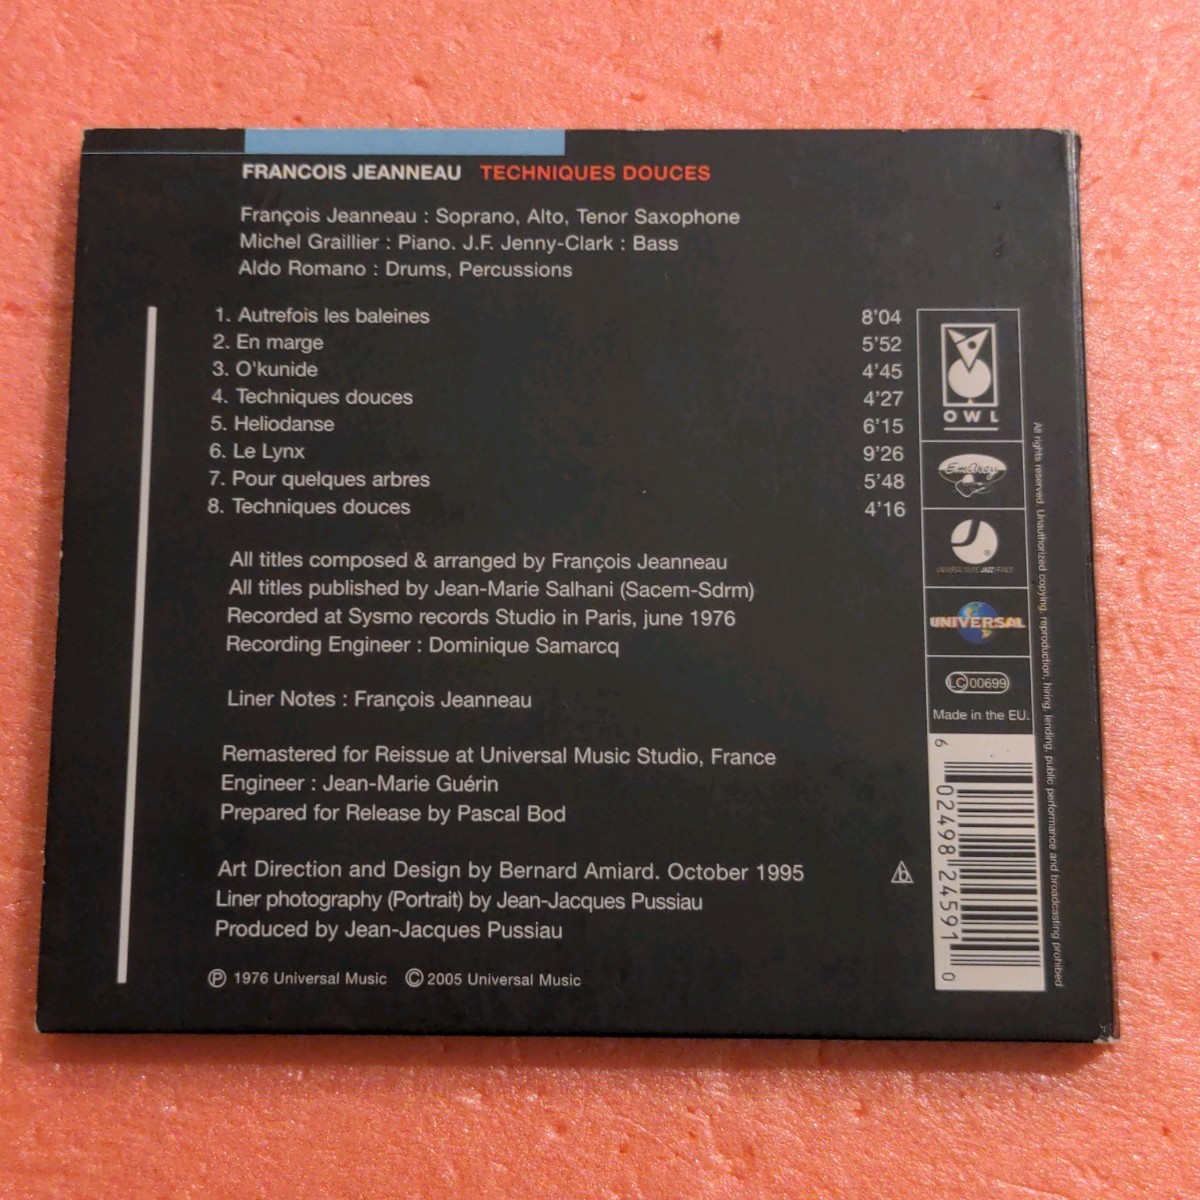 FRANCOIS JEANNEAU TECHNIQUES DOUCES
François Jeanneau : Soprano, Alto, Tenor Saxophone
Michel Graillier : Piano. J.F. Jenny-Clark : Bass
Aldo Romano : Drums, Percussions
1. Autrefois les baleines 8'04
2. En marge 5'52
3. O'kunide 4'45
4. Techniques douces 4'27
5. Heliodanse 6'15
6. Le Lynx 9'26
7. Pour quelques arbres 5'48
8. Techniques douces 4'16
All titles composed & arranged by François Jeanneau
All titles published by Jean-Marie Salhani (Sacem-Sdrm)
Recorded at Sysmo records Studio in Paris, june 1976
Recording Engineer : Dominique Samarcq
Liner Notes : François Jeanneau
Remastered for Reissue at Universal Music Studio, France
Engineer : Jean-Marie Guérin
Prepared for Release by Pascal Bod
Art Direction and Design by Bernard Amiard. October 1995
Liner photography (Portrait) by Jean-Jacques Pussiau
Produced by Jean-Jacques Pussiau
℗ 1976 Universal Music © 2005 Universal Music
OWL
EmArcy
UNIVERSAL MUSIC JAZZ FRANCE
UNIVERSAL
LC 00699
Made in the EU.
6 02498 24591 0
All rights reserved. Unauthorized copying, reproduction, hiring, lending, public performance and broadcasting prohibed